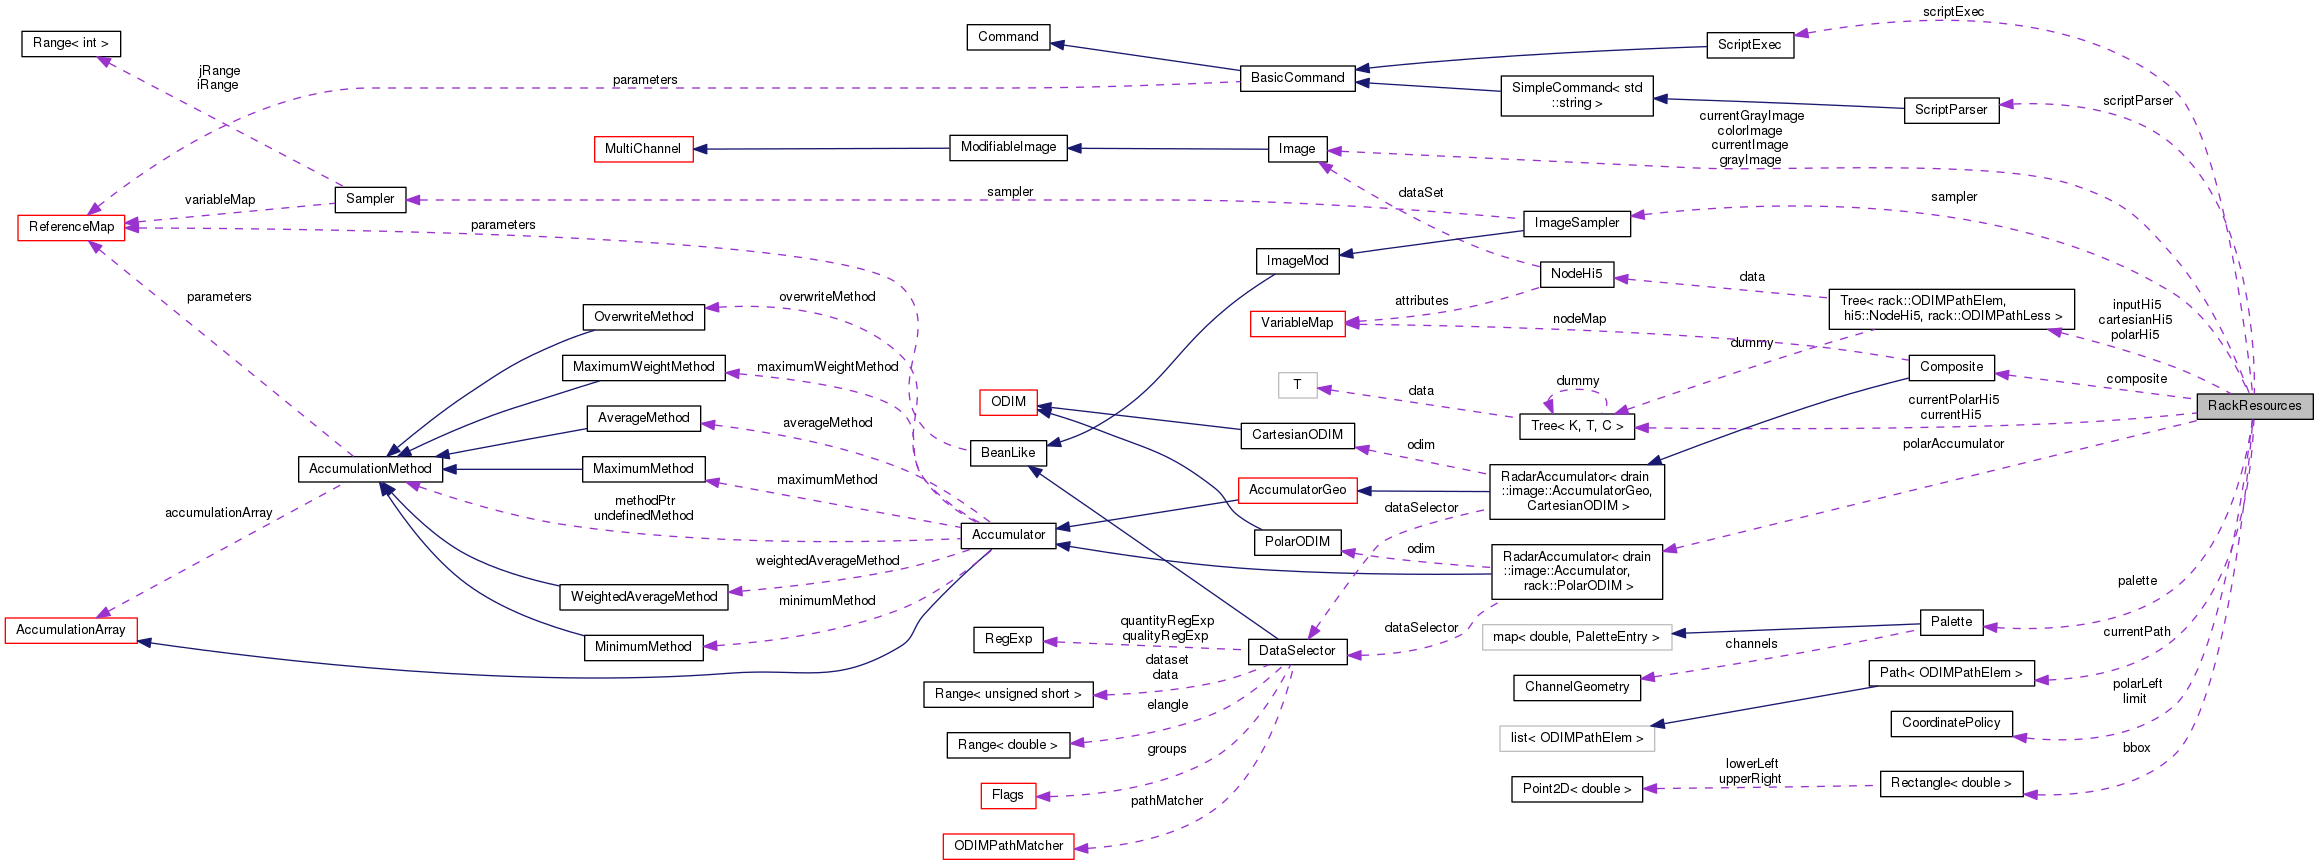 scriptExec
Range< int >
Command
ScriptExec
jRange
iRange
parameters
BasicCommand
SimpleCommand< std
::string >
scriptParser
ScriptParser
currentGrayImage
colorImage
currentImage
grayImage
MultiChannel
ModifiableImage
Image
Sampler
variableMap
sampler
dataSet
sampler
ReferenceMap
parameters
ImageSampler
ImageMod
NodeHi5
data
parameters
overwriteMethod
attributes
Tree< rack::ODIMPathElem,
hi5::NodeHi5, rack::ODIMPathLess >
inputHi5
cartesianHi5
polarHi5
OverwriteMethod
VariableMap
nodeMap
dummy
MaximumWeightMethod
maximumWeightMethod
Composite
composite
T
data
dummy
ODIM
currentPolarHi5
currentHi5
RackResources
AverageMethod
averageMethod
CartesianODIM
Tree< K, T, C >
odim
polarAccumulator
BeanLike
AccumulationMethod
MaximumMethod
maximumMethod
AccumulatorGeo
RadarAccumulator< drain
::image::AccumulatorGeo,
CartesianODIM >
methodPtr
undefinedMethod
accumulationArray
dataSelector
Accumulator
PolarODIM
odim
RadarAccumulator< drain
::image::Accumulator,
rack::PolarODIM >
weightedAverageMethod
WeightedAverageMethod
palette
minimumMethod
AccumulationArray
MinimumMethod
quantityRegExp
qualityRegExp
RegExp
dataSelector
DataSelector
map< double, PaletteEntry >
Palette
channels
currentPath
dataset
data
Range< unsigned short >
ChannelGeometry
Path< ODIMPathElem >
polarLeft
limit
elangle
Range< double >
groups
list< ODIMPathElem >
CoordinatePolicy
bbox
lowerLeft
upperRight
Flags
pathMatcher
Point2D< double >
Rectangle< double >
ODIMPathMatcher